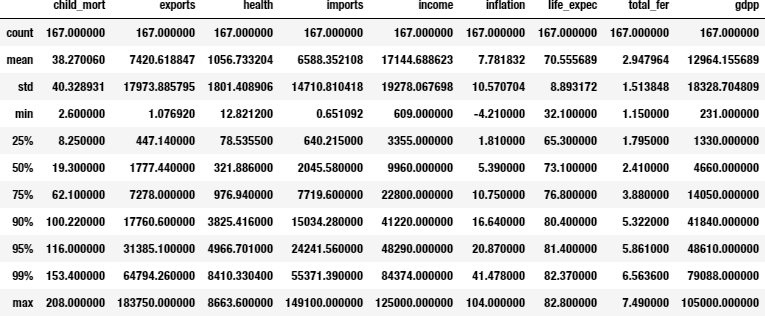 child_mort exports health imports income inflation life_expec total_fer gdpp
count 167.000000 167.000000 167.000000 167.000000 167.000000 167.000000 167.000000 167.000000 167.000000
mean 38.270060 7420.618847 1056.733204 6588.352108 17144.688623 7.781832 70.555689 2.947964 12964.155689
std 40.328931 17973.885795 1801.408906 14710.810418 19278.067698 10.570704 8.893172 1.513848 18328.704809
min 2.600000 1.076920 12.821200 0.651092 609.000000 -4.210000 32.100000 1.150000 231.000000
25% 8.250000 447.140000 78.535500 640.215000 3355.000000 1.810000 65.300000 1.795000 1330.000000
50% 19.300000 1777.440000 321.886000 2045.580000 9960.000000 5.390000 73.100000 2.410000 4660.000000
75% 62.100000 7278.000000 976.940000 7719.600000 22800.000000 10.750000 76.800000 3.880000 14050.000000
90% 100.220000 17760.600000 3825.416000 15034.280000 41220.000000 16.640000 80.400000 5.322000 41840.000000
95% 116.000000 31385.100000 4966.701000 24241.560000 48290.000000 20.870000 81.400000 5.861000 48610.000000
99% 153.400000 64794.260000 8410.330400 55371.390000 84374.000000 41.478000 82.370000 6.563600 79088.000000
max 208.000000 183750.000000 8663.600000 149100.000000 125000.000000 104.000000 82.800000 7.490000 105000.000000